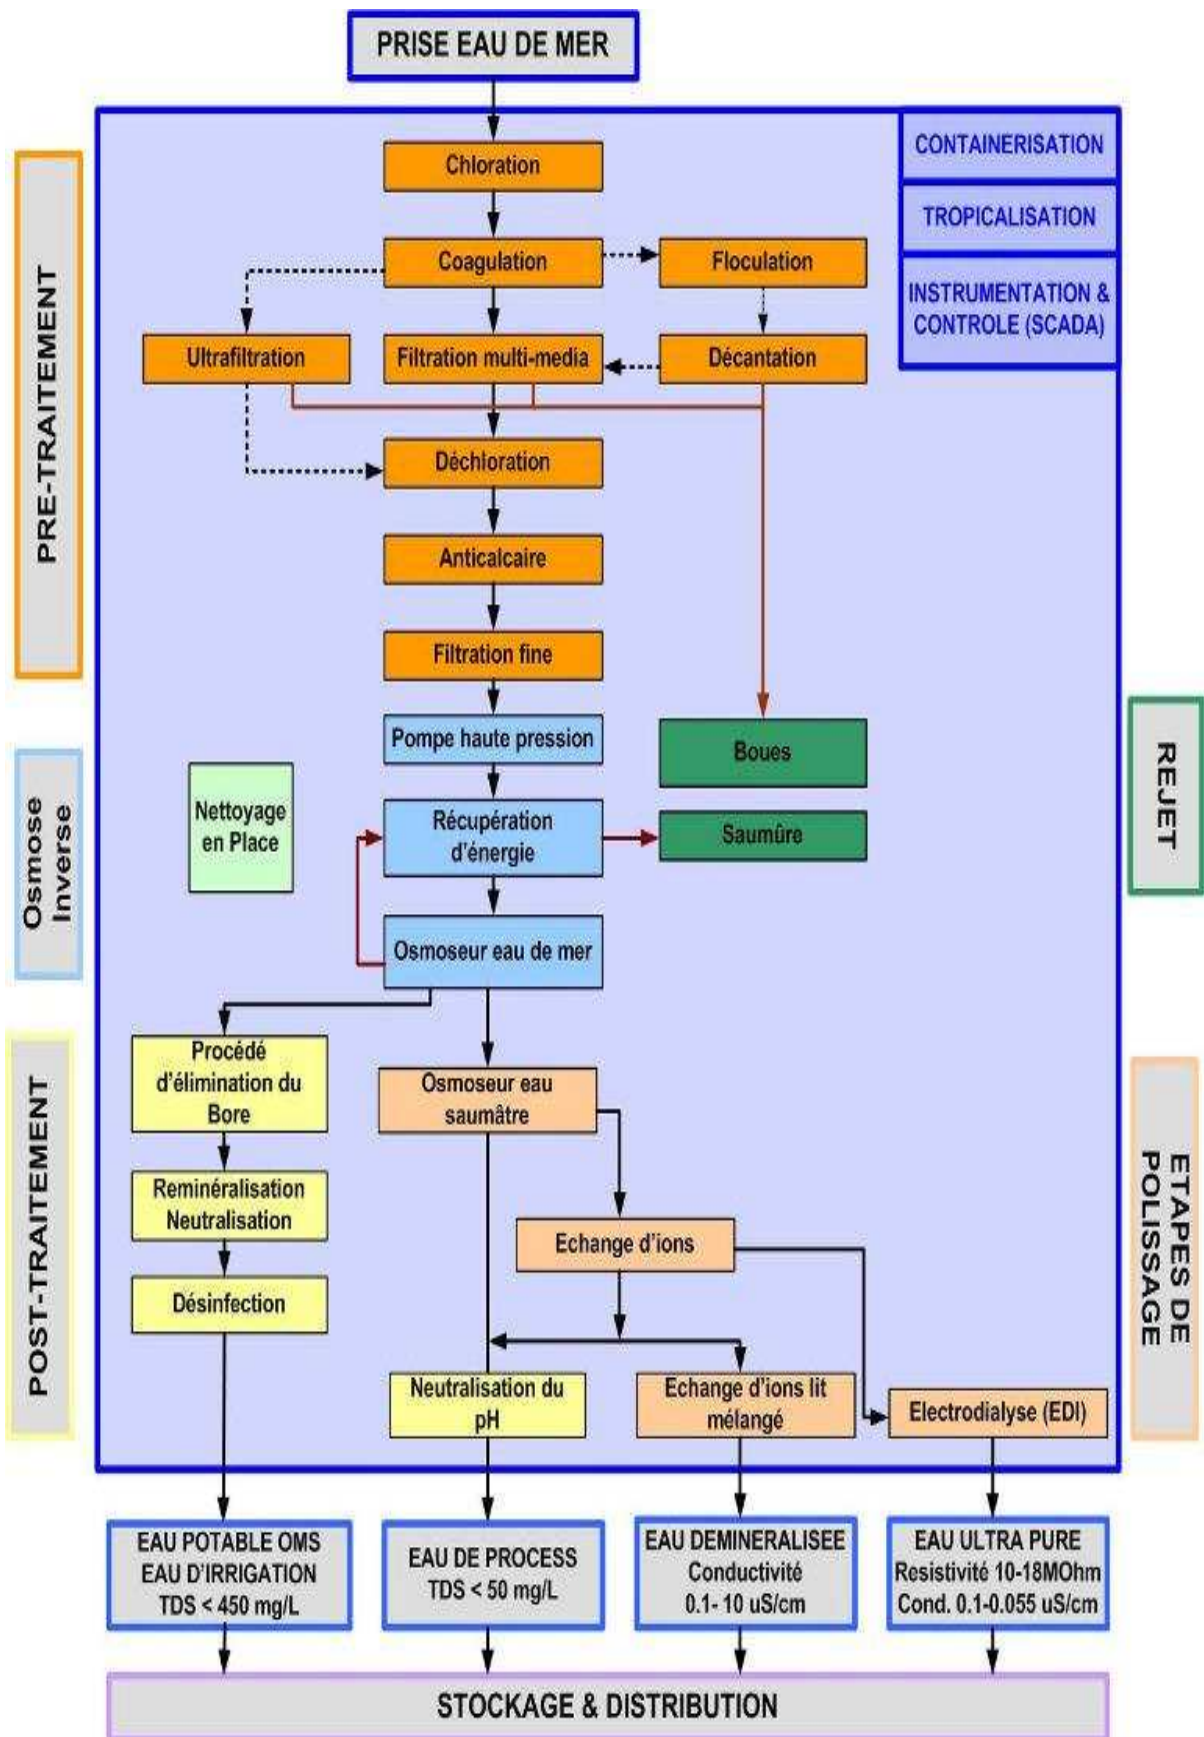 PRISE EAU DE MER
CONTAINERISATION
TROPICALISATION
INSTRUMENTATION &
CONTROLE (SCADA)
PRE-TRAITEMENT
Chloration
Coagulation
Floculation
Ultrafiltration
Filtration multi-media
Décantation
Déchloration
Anticalcaire
Filtration fine
Osmose
Inverse
Pompe haute pression
Boues
REJET
Nettoyage
en Place
Récupération
d'énergie
Saumûre
Osmoseur eau de mer
POST-TRAITEMENT
Procédé
d'élimination du
Bore
Osmoseur eau
saumâtre
ETAPES DE
POLISSAGE
Reminéralisation
Neutralisation
Echange d'ions
Désinfection
Neutralisation du
pH
Echange d'ions lit
mélangé
Electrodialyse (EDI)
EAU POTABLE OMS
EAU D'IRRIGATION
TDS < 450 mg/L
EAU DE PROCESS
TDS < 50 mg/L
EAU DEMINERALISEE
Conductivité
0.1- 10 uS/cm
EAU ULTRA PURE
Resistivité 10-18MOhm
Cond. 0.1-0.055 uS/cm
STOCKAGE & DISTRIBUTION